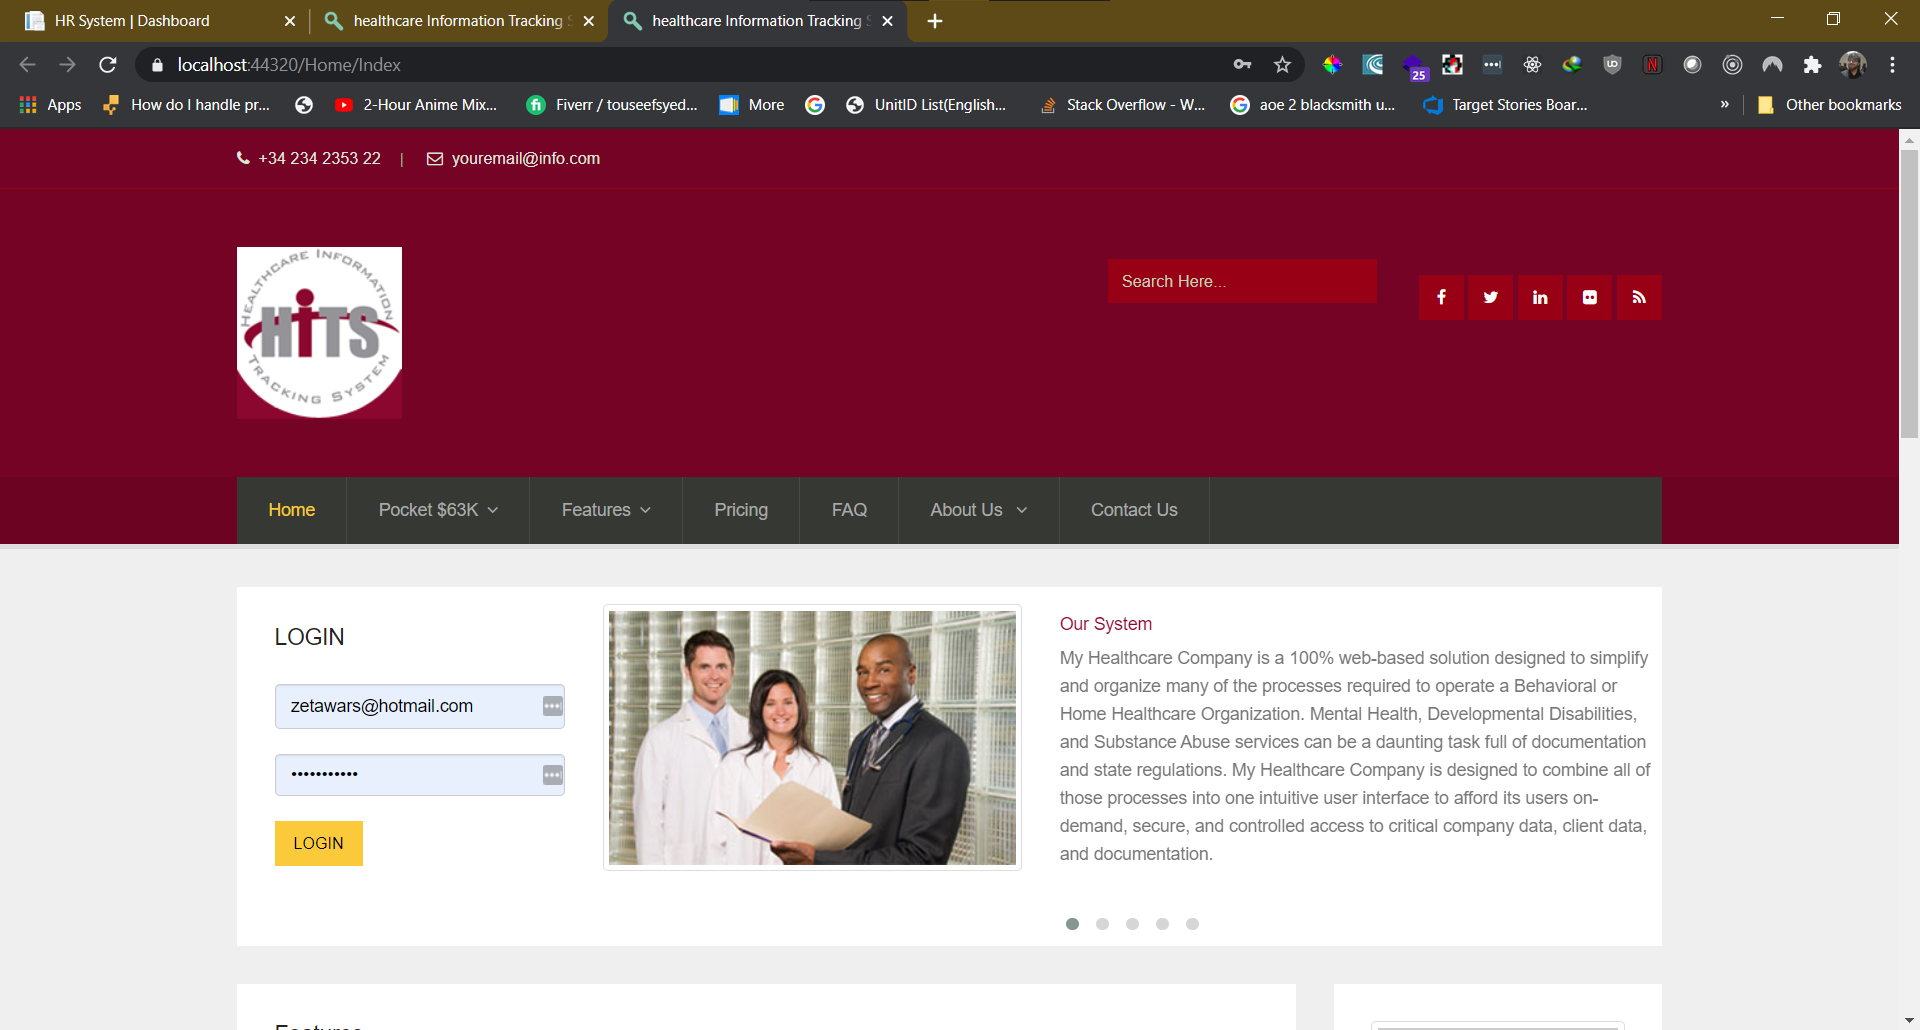 HR System | Dashboard
healthcare Information Tracking S
healthcare Information Tracking S
localhost:44320/Home/Index
25
Apps
How do I handle pr...
2-Hour Anime Mix...
Fiverr / touseefsyed...
More
UnitID List(English...
Stack Overflow - W...
aoe 2 blacksmith u...
Target Stories Boar...
»
Other bookmarks
+34 234 2353 22 | youremail@info.com
HEALTHCARE INFORMATION
HiTS
TRACKING SYSTEM
Search Here...
Home
Pocket $63K
Features
Pricing
FAQ
About Us
Contact Us
LOGIN
zetawars@hotmail.com
•••••••••••
LOGIN
Our System
My Healthcare Company is a 100% web-based solution designed to simplify
and organize many of the processes required to operate a Behavioral or
Home Healthcare Organization. Mental Health, Developmental Disabilities,
and Substance Abuse services can be a daunting task full of documentation
and state regulations. My Healthcare Company is designed to combine all of
those processes into one intuitive user interface to afford its users on-
demand, secure, and controlled access to critical company data, client data,
and documentation.
Features